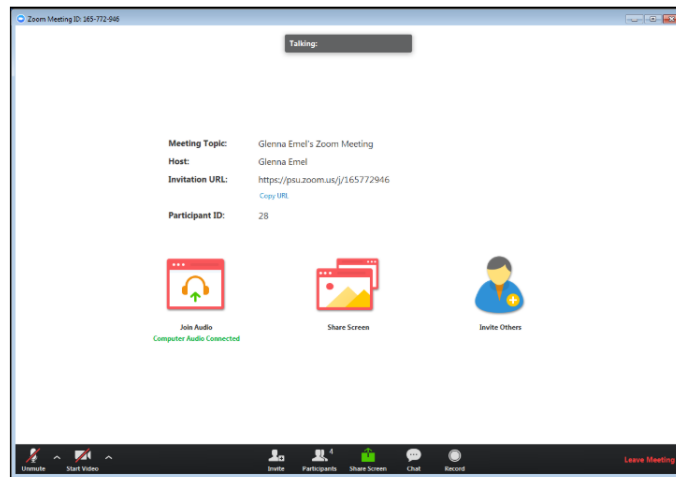 Zoom Meeting ID: 165-772-946
Talking:
Meeting Topic: Glenna Emel's Zoom Meeting
Host: Glenna Emel
Invitation URL: https://psu.zoom.us/j/165772946
Copy URL
Participant ID: 28
Join Audio Share Screen Invite Others
Computer Audio Connected
4
Unmute Start Video Invite Participants Share Screen Chat Record Leave Meeting